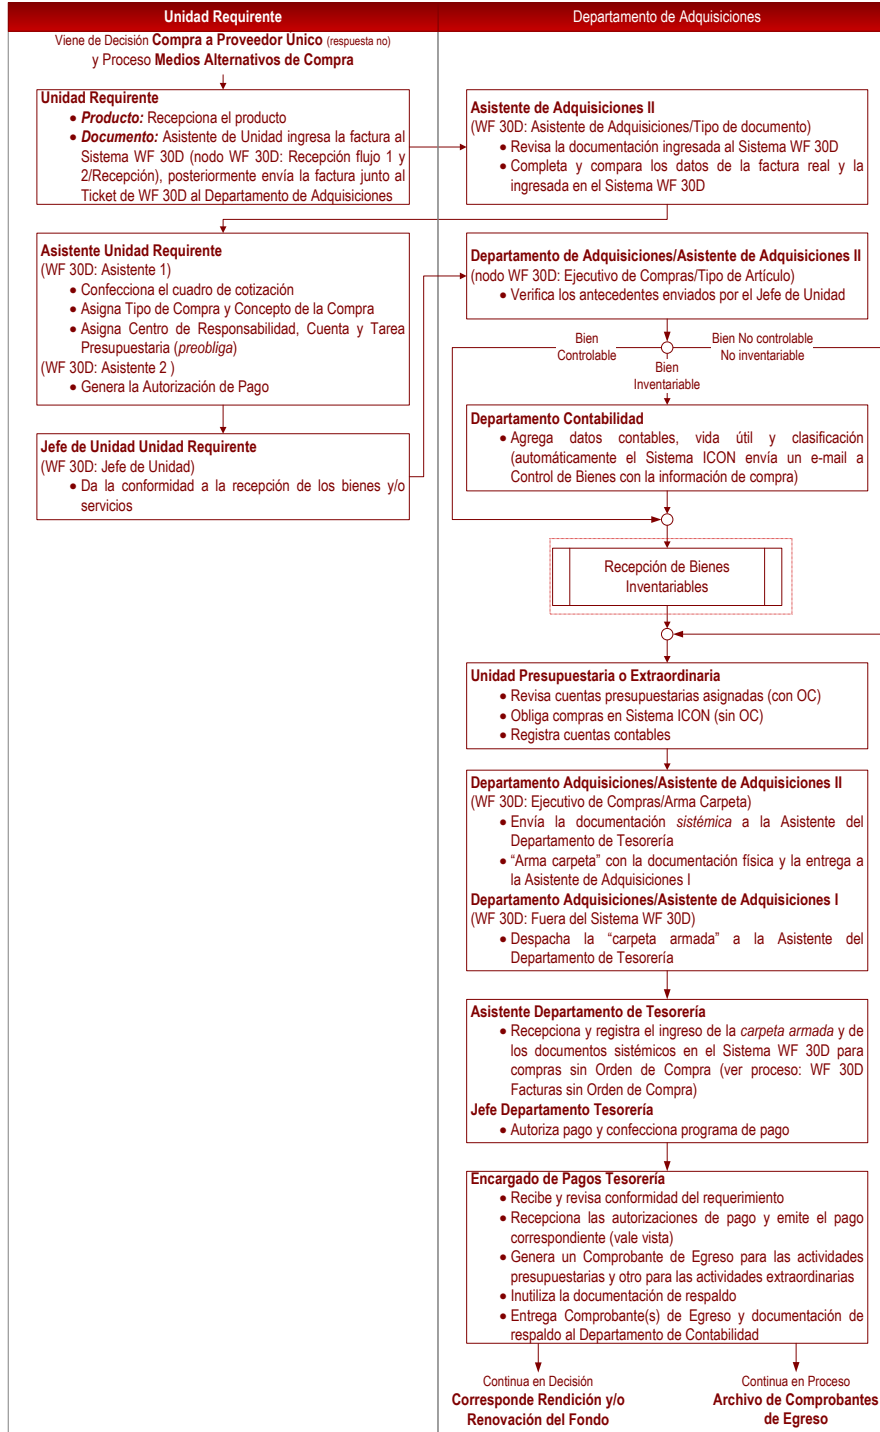 Unidad Requirente
Departamento de Adquisiciones
Viene de Decisión Compra a Proveedor Unico (respuesta no)
y Proceso Medios Alternativos de Compra
Unidad Requirente
• Producto: Recepciona el producto
• Documento: Asistente de Unidad ingresa la factura al
Sistema WF 30D (nodo WF 30D: Recepción flujo 1 y
2/Recepción), posteriormente envía la factura junto al
Ticket de WF 30D al Departamento de Adquisiciones
Asistente de Adquisiciones II
(WF 30D: Asistente de Adquisiciones/Tipo de documento)
• Revisa la documentación ingresada al Sistema WF 30D
• Completa y compara los datos de la factura real y la
ingresada en el Sistema WF 30D
Asistente Unidad Requirente
(WF 30D: Asistente 1)
• Confecciona el cuadro de cotización
• Asigna Tipo de Compra y Concepto de la Compra
• Asigna Centro de Responsabilidad, Cuenta y Tarea
Presupuestaria (preobliga)
(WF 30D: Asistente 2 )
• Genera la Autorización de Pago
Departamento de Adquisiciones/Asistente de Adquisiciones II
(nodo WF 30D: Ejecutivo de Compras/Tipo de Artículo)
• Verifica los antecedentes enviados por el Jefe de Unidad
Bien
Controlable
Bien No controlable
No inventariable
Bien
Inventariable
Jefe de Unidad Unidad Requirente
(WF 30D: Jefe de Unidad)
• Da la conformidad a la recepción de los bienes y/o
servicios
Departamento Contabilidad
• Agrega datos contables, vida útil y clasificación
(automáticamente el Sistema ICON envía un e-mail a
Control de Bienes con la información de compra)
Recepción de Bienes
Inventariables
Unidad Presupuestaria o Extraordinaria
• Revisa cuentas presupuestarias asignadas (con OC)
• Obliga compras en Sistema ICON (sin OC)
• Registra cuentas contables
Departamento Adquisiciones/Asistente de Adquisiciones II
(WF 30D: Ejecutivo de Compras/Arma Carpeta)
• Envía la documentación sistémica a la Asistente del
Departamento de Tesorería
• “Arma carpeta” con la documentación física y la entrega a
la Asistente de Adquisiciones I
Departamento Adquisiciones/Asistente de Adquisiciones I
(WF 30D: Fuera del Sistema WF 30D)
• Despacha la “carpeta armada” a la Asistente del
Departamento de Tesorería
Asistente Departamento de Tesorería
• Recepciona y registra el ingreso de la carpeta armada y de
los documentos sistémicos en el Sistema WF 30D para
compras sin Orden de Compra (ver proceso: WF 30D
Facturas sin Orden de Compra)
Jefe Departamento Tesorería
• Autoriza pago y confecciona programa de pago
Encargado de Pagos Tesorería
• Recibe y revisa conformidad del requerimiento
• Recepciona las autorizaciones de pago y emite el pago
correspondiente (vale vista)
• Genera un Comprobante de Egreso para las actividades
presupuestarias y otro para las actividades extraordinarias
• Inutiliza la documentación de respaldo
• Entrega Comprobante(s) de Egreso y documentación de
respaldo al Departamento de Contabilidad
Continua en Decisión
Corresponde Rendición y/o
Renovación del Fondo
Continua en Proceso
Archivo de Comprobantes
de Egreso